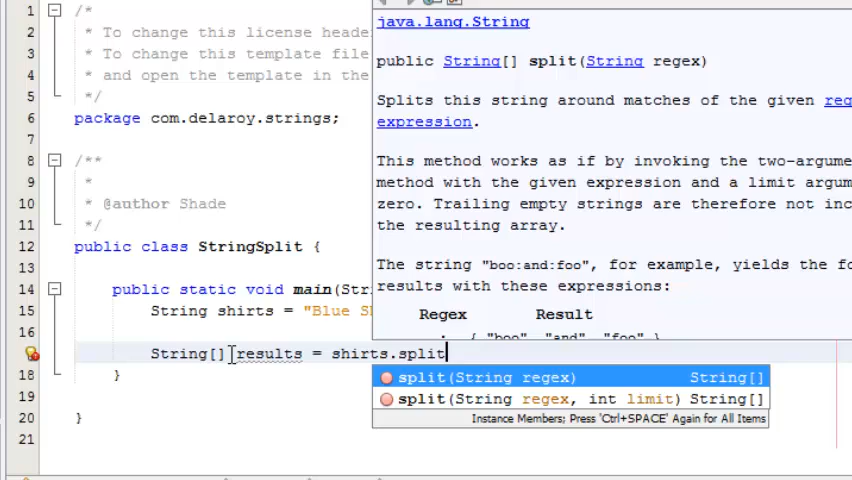 1 /*
2 * To change this license heade
3 * To change this template file
4 * and open the template in the
5 */
6 package com.delaroy.strings;
7
8 /**
9 *
10 * @author Shade
11 */
12 public class StringSplit {
13
14 public static void main(Str
15 String shirts = "Blue S
16
String[] results = shirts.split
18 }
19
20 }
21
java.lang.String
public String[] split(String regex)
Splits this string around matches of the given reg
expression.
This method works as if by invoking the two-argume
method with the given expression and a limit argum
zero. Trailing empty strings are therefore not inc
the resulting array.
The string "boo:and:foo", for example, yields the fo
results with these expressions:
Regex Result
: { "boo", "and", "foo" }
split(String regex) String[]
split(String regex, int limit) String[]
Instance Members; Press 'Ctrl+SPACE' Again for All Items